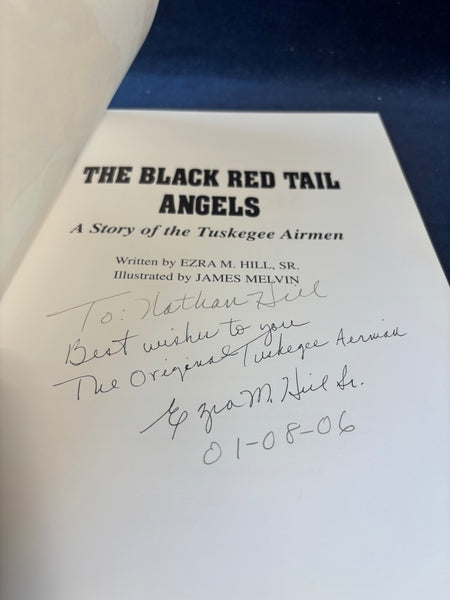 THE BLACK RED TAIL
ANGELS
A Story of the Tuskegee Airmen
Written by EZRA M. HILL, SR.
Illustrated by JAMES MELVIN
To: Nathan Hill
Best wishes to you
The Original Tuskegee Airman
Ezra M. Hill Sr.
01-08-06